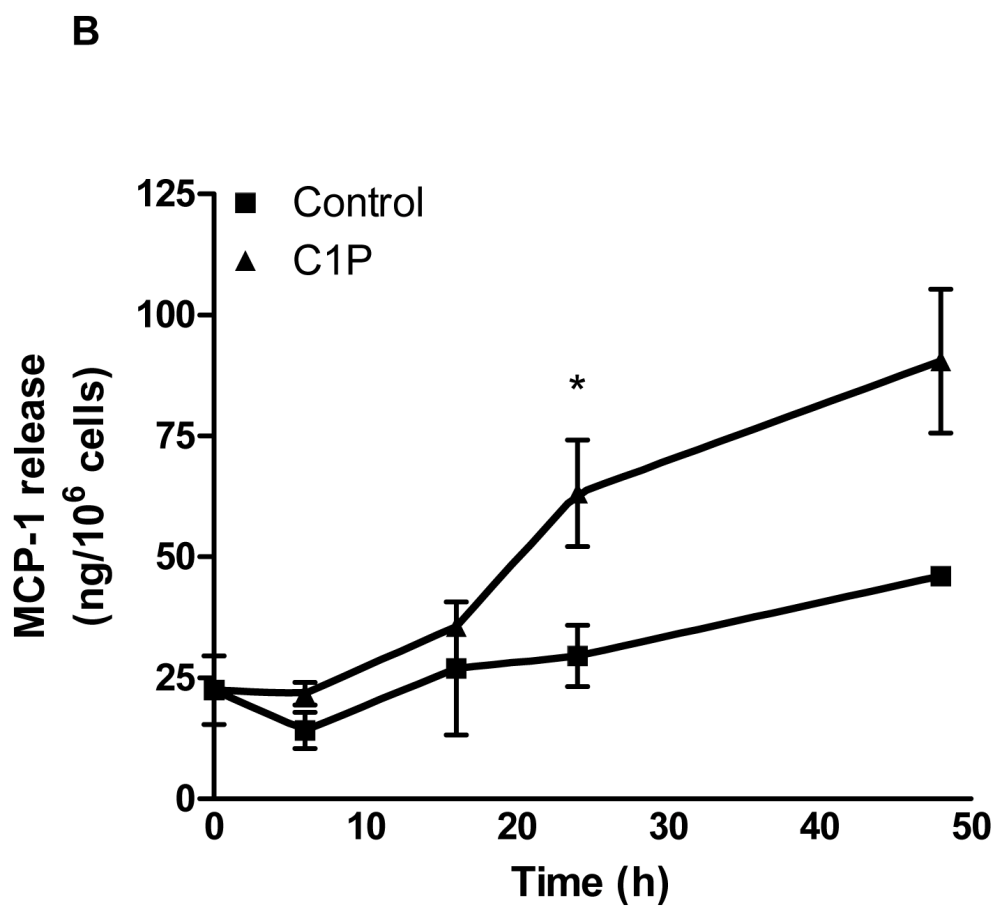 B
Control
C1P
125
100
75
50
25
0
*
0 10 20 30 40 50
MCP-1 release
(ng/10⁶ cells)
Time (h)